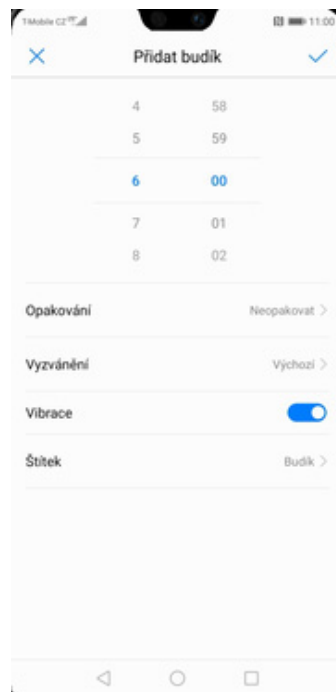 T-Mobile CZ 11:00
Přidat budík
4 58
5 59
6 00
7 01
8 02
Opakování Neopakovat
Vyzvánění Výchozí
Vibrace
Štítek Budík